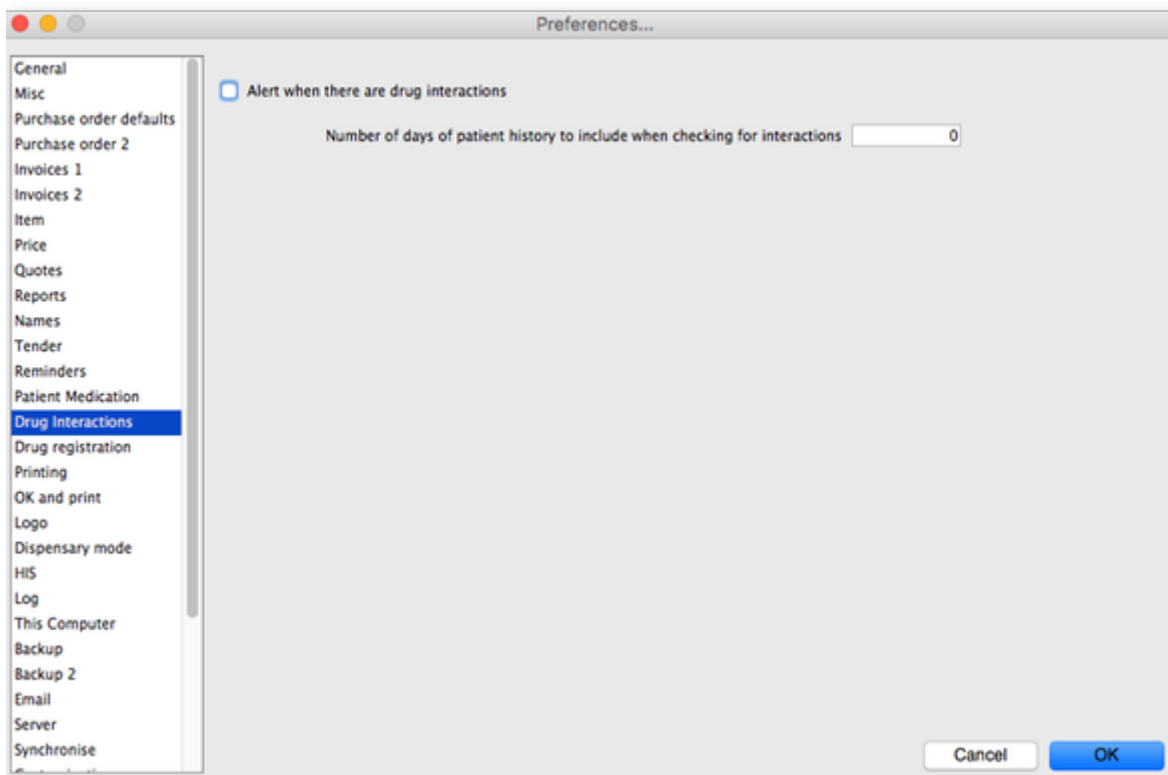 Preferences...
General
Misc
Purchase order defaults
Purchase order 2
Invoices 1
Invoices 2
Item
Price
Quotes
Reports
Names
Tender
Reminders
Patient Medication
Drug Interactions
Drug registration
Printing
OK and print
Logo
Dispensary mode
HIS
Log
This Computer
Backup
Backup 2
Email
Server
Synchronise
Alert when there are drug interactions
Number of days of patient history to include when checking for interactions 0
Cancel OK